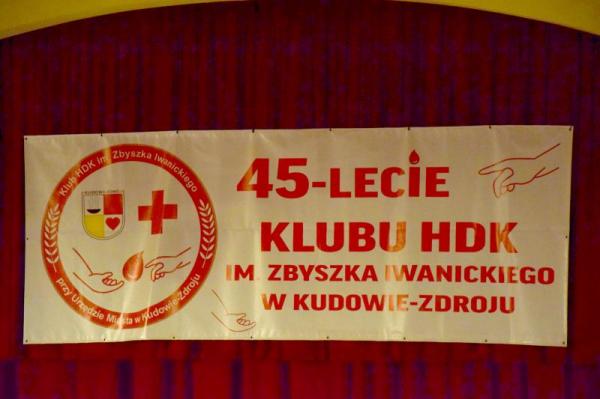 Klub HDK im. Zbyszka Iwanickiego
przy Urzędzie Miasta w Kudowie-Zdroju
45-LECIE
KLUBU HDK
IM. ZBYSZKA IWANICKIEGO
W KUDOWIE-ZDROJU